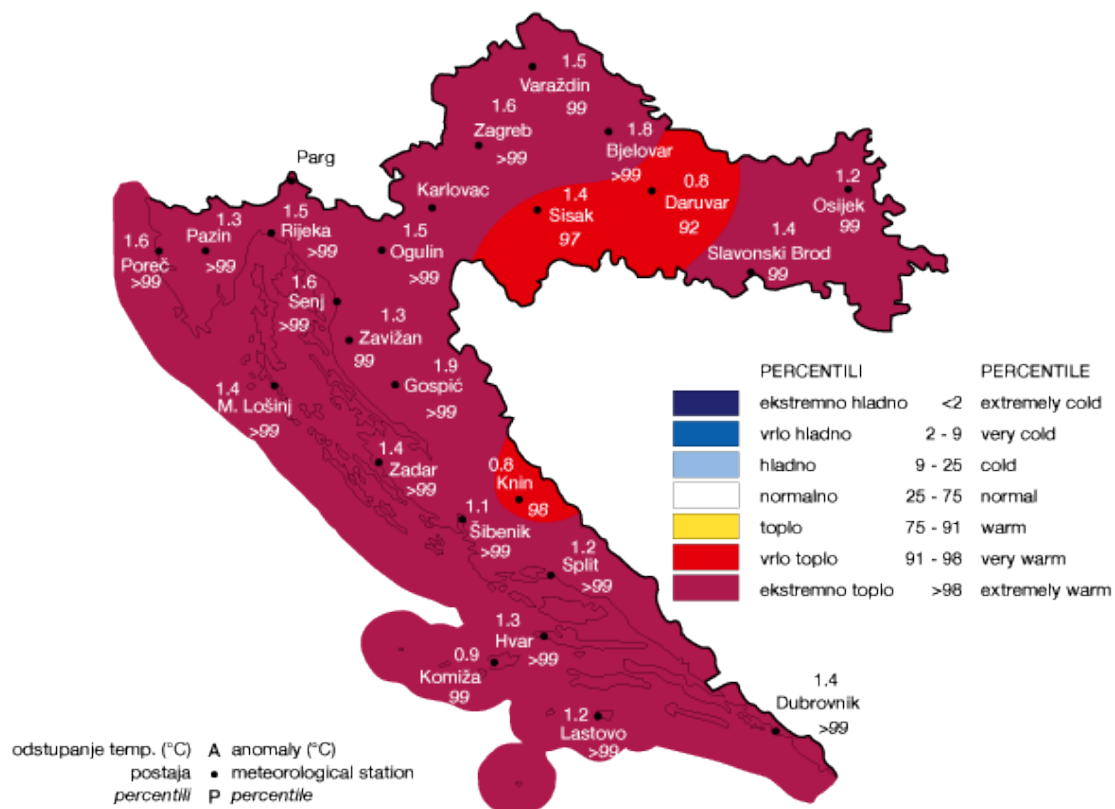 1.5
Varaždin
99
1.6
Zagreb
>99
1.8
Bjelovar
>99
Parg
Karlovac
1.4
Sisak
97
0.8
Daruvar
92
1.2
Osijek
99
1.4
Slavonski Brod
99
1.6
Poreč
>99
1.3
Pazin
>99
1.5
Rijeka
>99
1.5
Ogulin
>99
1.6
Senj
>99
1.3
Zavižan
99
1.9
Gospić
>99
1.4
M. Lošinj
>99
1.4
Zadar
>99
0.8
Knin
98
1.1
Šibenik
>99
1.2
Split
>99
1.3
Hvar
>99
0.9
Komiža
99
1.2
Lastovo
>99
1.4
Dubrovnik
>99
PERCENTILI PERCENTILE
ekstremno hladno <2 extremely cold
vrlo hladno 2 - 9 very cold
hladno 9 - 25 cold
normalno 25 - 75 normal
toplo 75 - 91 warm
vrlo toplo 91 - 98 very warm
ekstremno toplo >98 extremely warm
odstupanje temp. (°C) A anomaly (°C)
postaja • meteorological station
percentili P percentile